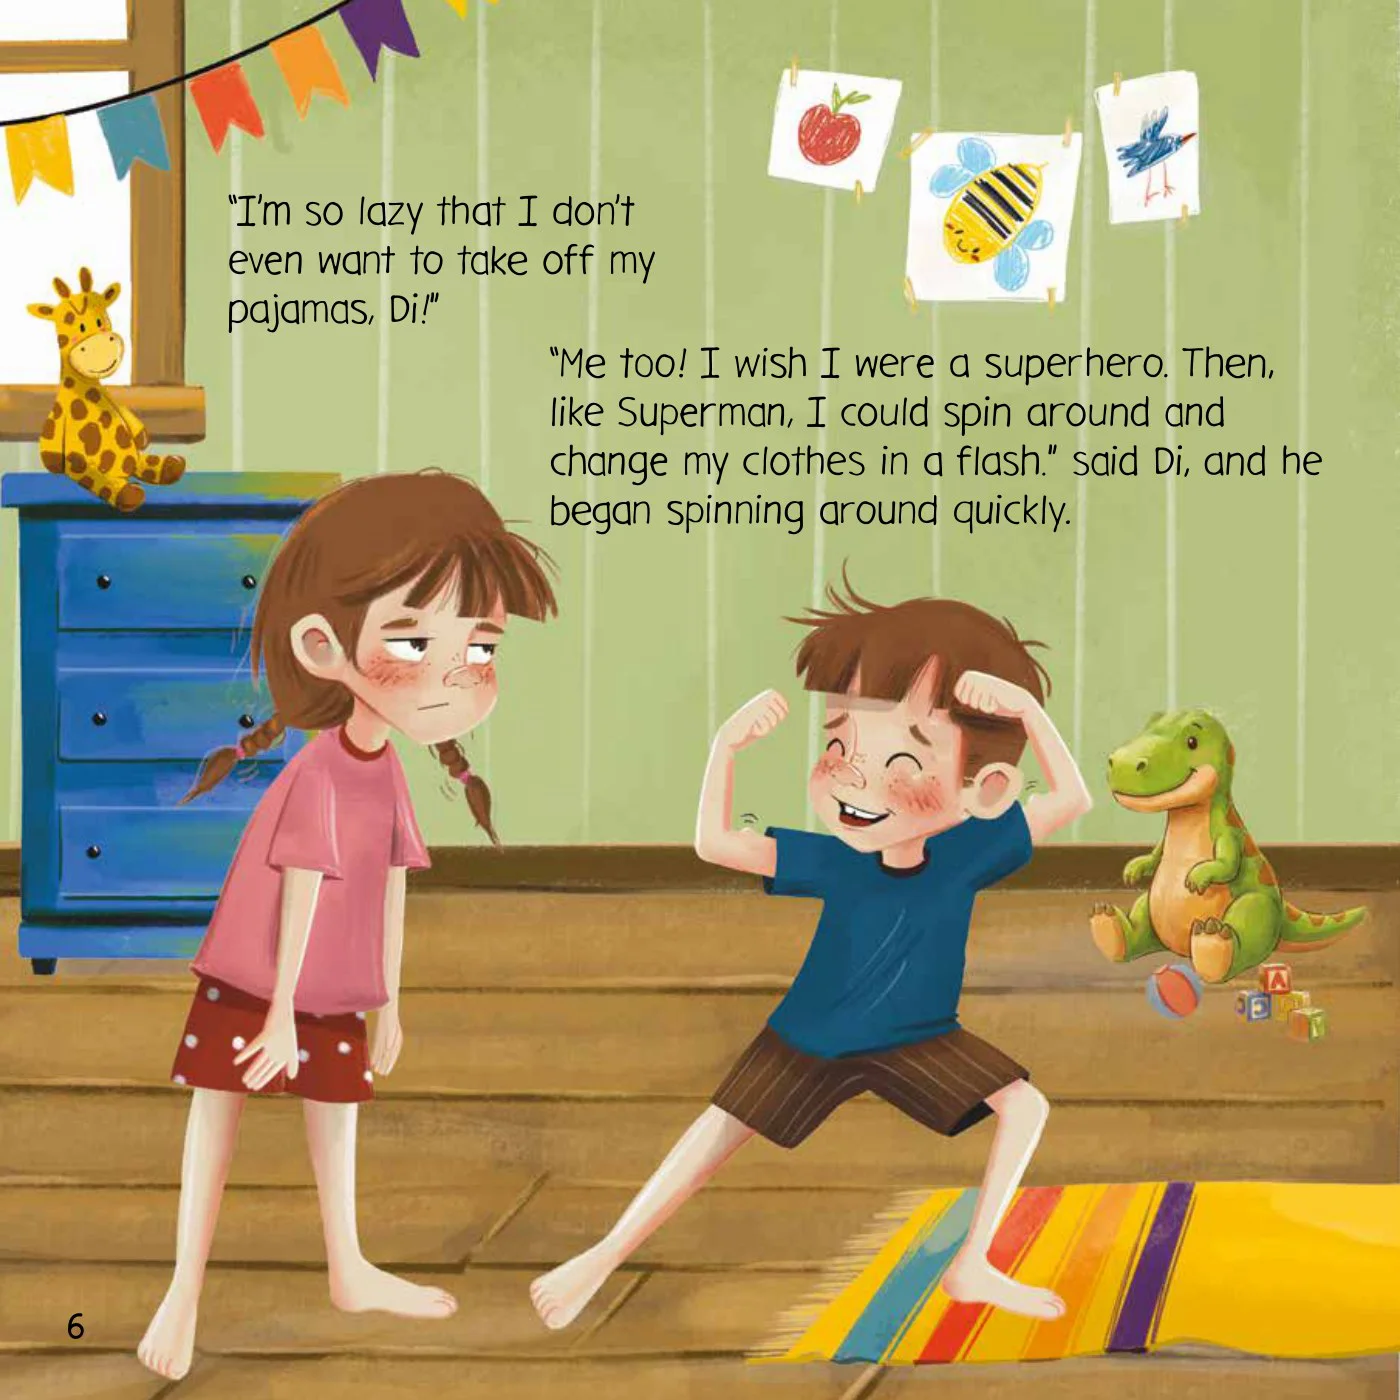 "I'm so lazy that I don't
even want to take off my
pajamas, Di!"
"Me too! I wish I were a superhero. Then,
like Superman, I could spin around and
change my clothes in a flash." said Di, and he
began spinning around quickly.
A
6